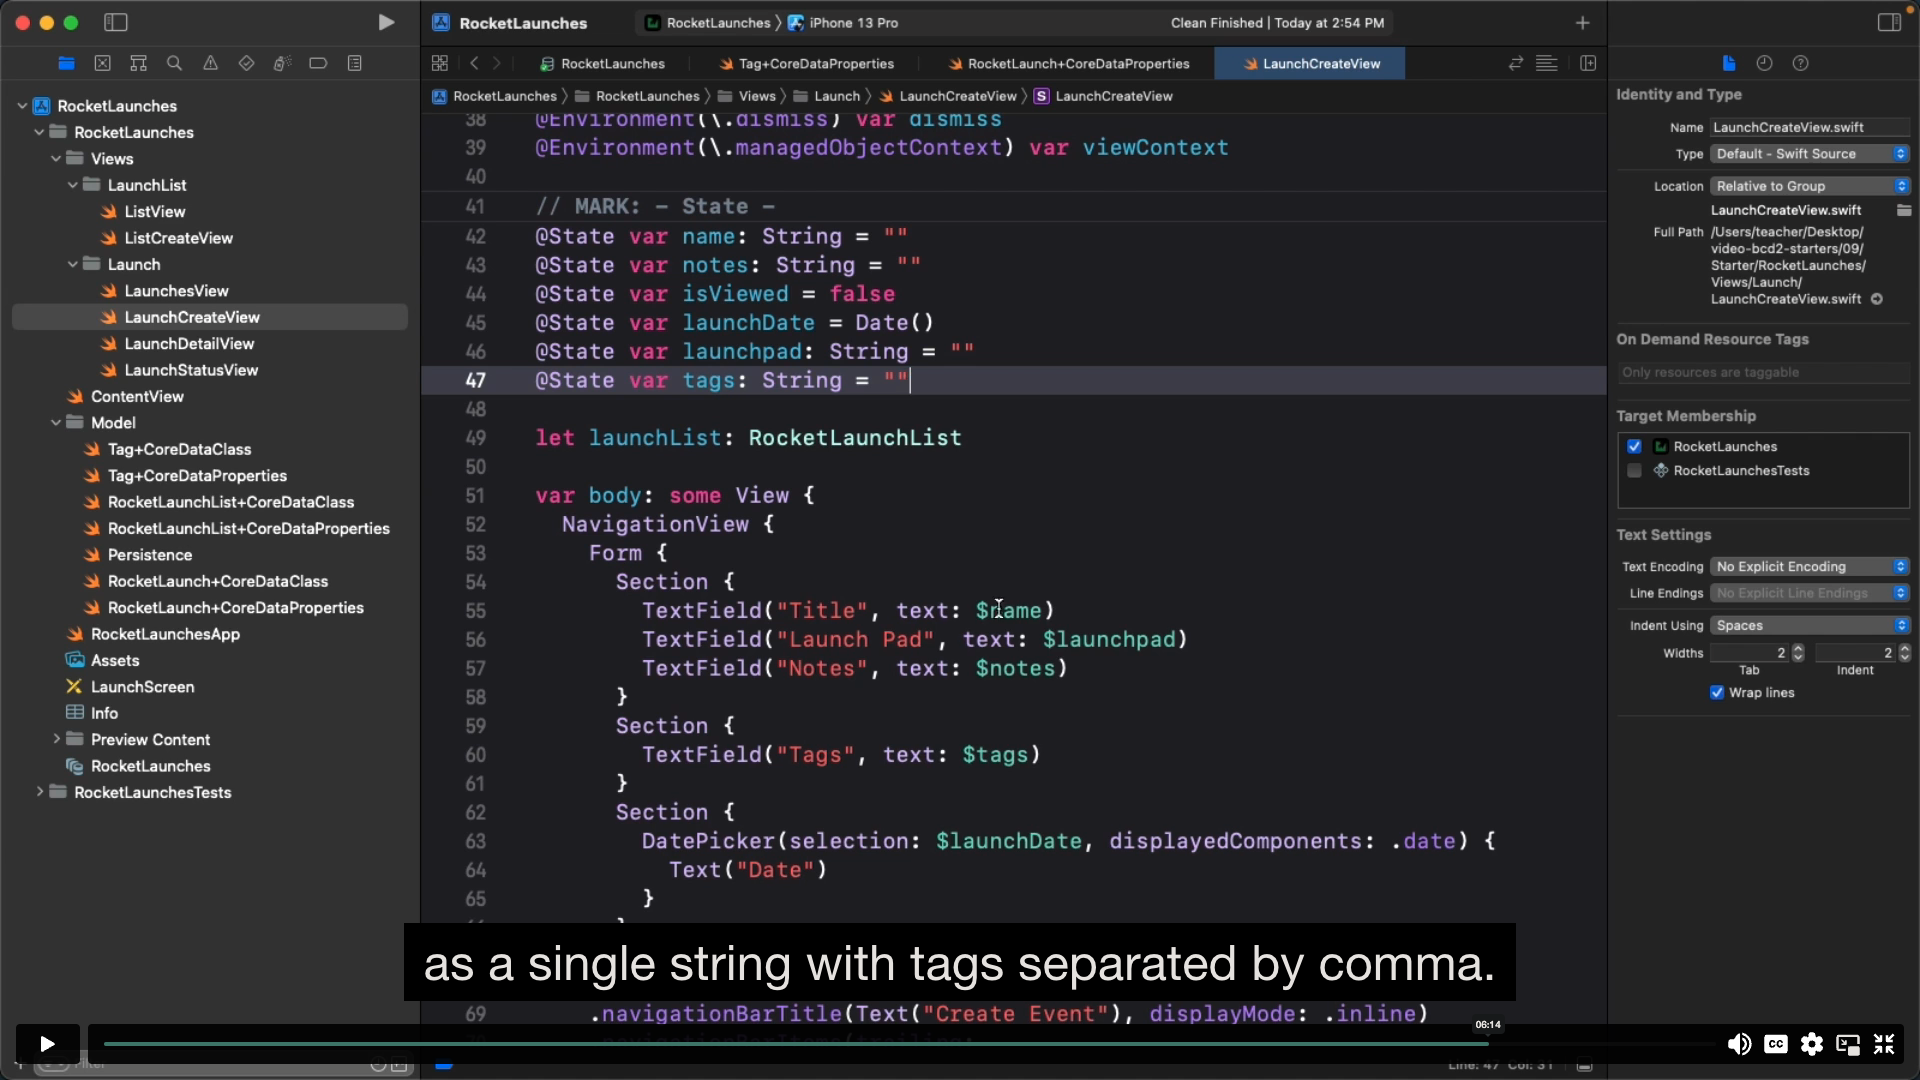 RocketLaunches
RocketLaunches
iPhone 13 Pro
Clean Finished | Today at 2:54 PM
RocketLaunches
Tag+CoreDataProperties
RocketLaunch+CoreDataProperties
LaunchCreateView
RocketLaunches
RocketLaunches
Views
Launch
LaunchCreateView
S
LaunchCreateView
RocketLaunches
RocketLaunches
Views
LaunchList
ListView
ListCreateView
Launch
LaunchesView
LaunchCreateView
LaunchDetailView
LaunchStatusView
ContentView
Model
Tag+CoreDataClass
Tag+CoreDataProperties
RocketLaunchList+CoreDataClass
RocketLaunchList+CoreDataProperties
Persistence
RocketLaunch+CoreDataClass
RocketLaunch+CoreDataProperties
RocketLaunchesApp
Assets
LaunchScreen
Info
Preview Content
RocketLaunches
RocketLaunchesTests
Filter
38 @Environment(\.dismiss) var dismiss
39 @Environment(\.managedObjectContext) var viewContext
40
41 // MARK: - State -
42 @State var name: String = ""
43 @State var notes: String = ""
44 @State var isViewed = false
45 @State var launchDate = Date()
46 @State var launchpad: String = ""
47 @State var tags: String = ""
48
49 let launchList: RocketLaunchList
50
51 var body: some View {
52 NavigationView {
53 Form {
54 Section {
55 TextField("Title", text: $name)
56 TextField("Launch Pad", text: $launchpad)
57 TextField("Notes", text: $notes)
58 }
59 Section {
60 TextField("Tags", text: $tags)
61 }
62 Section {
63 DatePicker(selection: $launchDate, displayedComponents: .date) {
64 Text("Date")
65 }
as a single string with tags separated by comma.
69 .navigationBarTitle(Text("Create Event"), displayMode: .inline)
06:14
Line: 47 Col: 31
CC
Identity and Type
Name LaunchCreateView.swift
Type Default - Swift Source
Location Relative to Group
LaunchCreateView.swift
Full Path /Users/teacher/Desktop/
video-bcd2-starters/09/
Starter/RocketLaunches/
Views/Launch/
LaunchCreateView.swift
On Demand Resource Tags
Only resources are taggable
Target Membership
RocketLaunches
RocketLaunchesTests
Text Settings
Text Encoding No Explicit Encoding
Line Endings No Explicit Line Endings
Indent Using Spaces
Widths 2 2
Tab Indent
Wrap lines